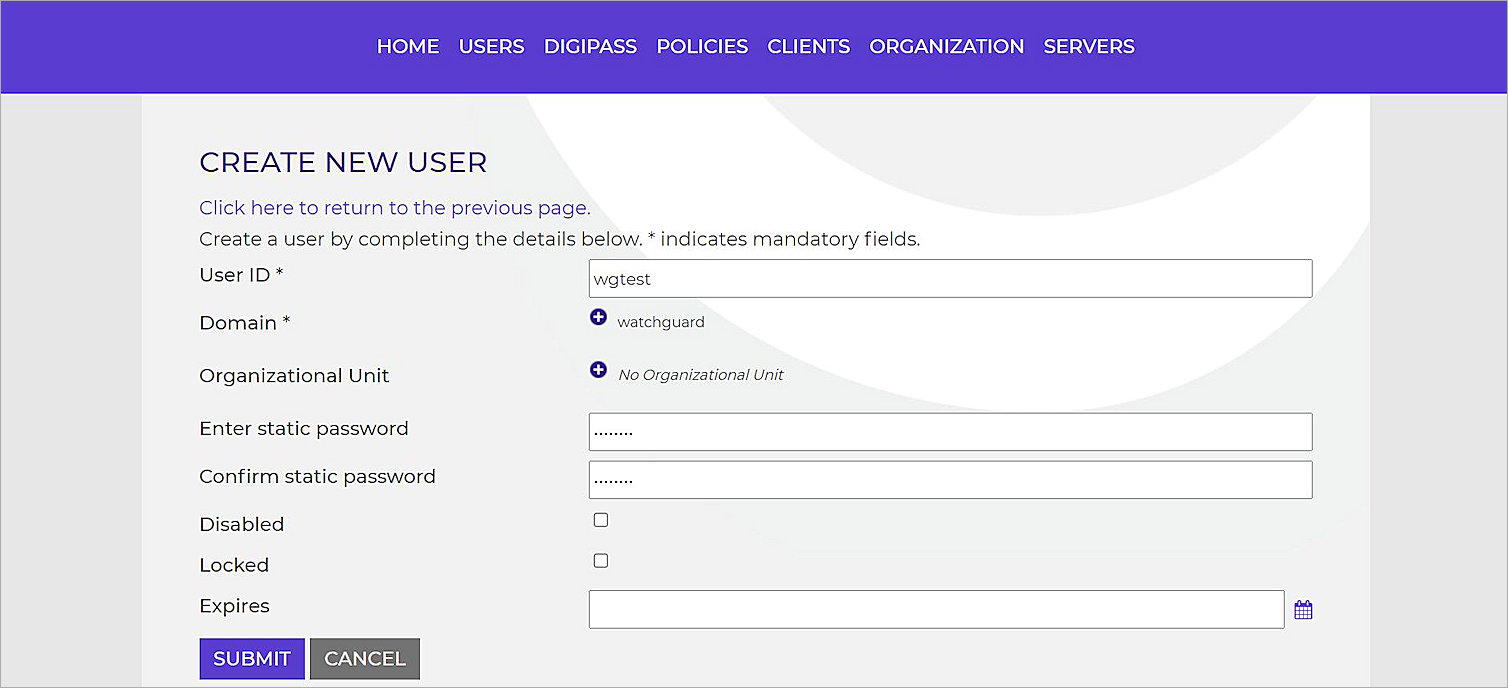 HOME USERS DIGIPASS POLICIES CLIENTS ORGANIZATION SERVERS
CREATE NEW USER
Click here to return to the previous page.
Create a user by completing the details below. * indicates mandatory fields.
User ID * wgtest
Domain * watchguard
Organizational Unit No Organizational Unit
Enter static password ........
Confirm static password ........
Disabled
Locked
Expires
SUBMIT CANCEL